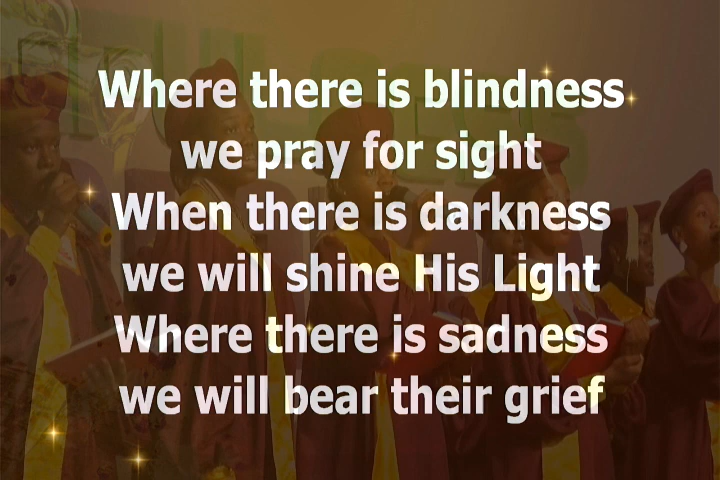 Where there is blindness
we pray for sight
When there is darkness
we will shine His Light
Where there is sadness
we will bear their grief